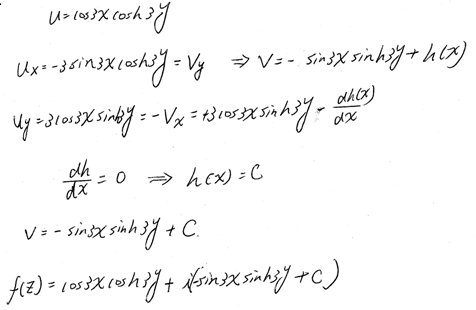 u = cos3x cosh3y
u_x = -3sin3x cosh3y = V_y ⇒ V = - sin3x sinh3y + h(x)
u_y = 3cos3x sinh3y = -V_x = +3cos3x sinh3y - dh(x)/dx
dh/dx = 0 ⇒ h(x) = C
V = - sin3x sinh3y + C.
f(z) = cos3x cosh3y + i(-sin3x sinh3y + C)